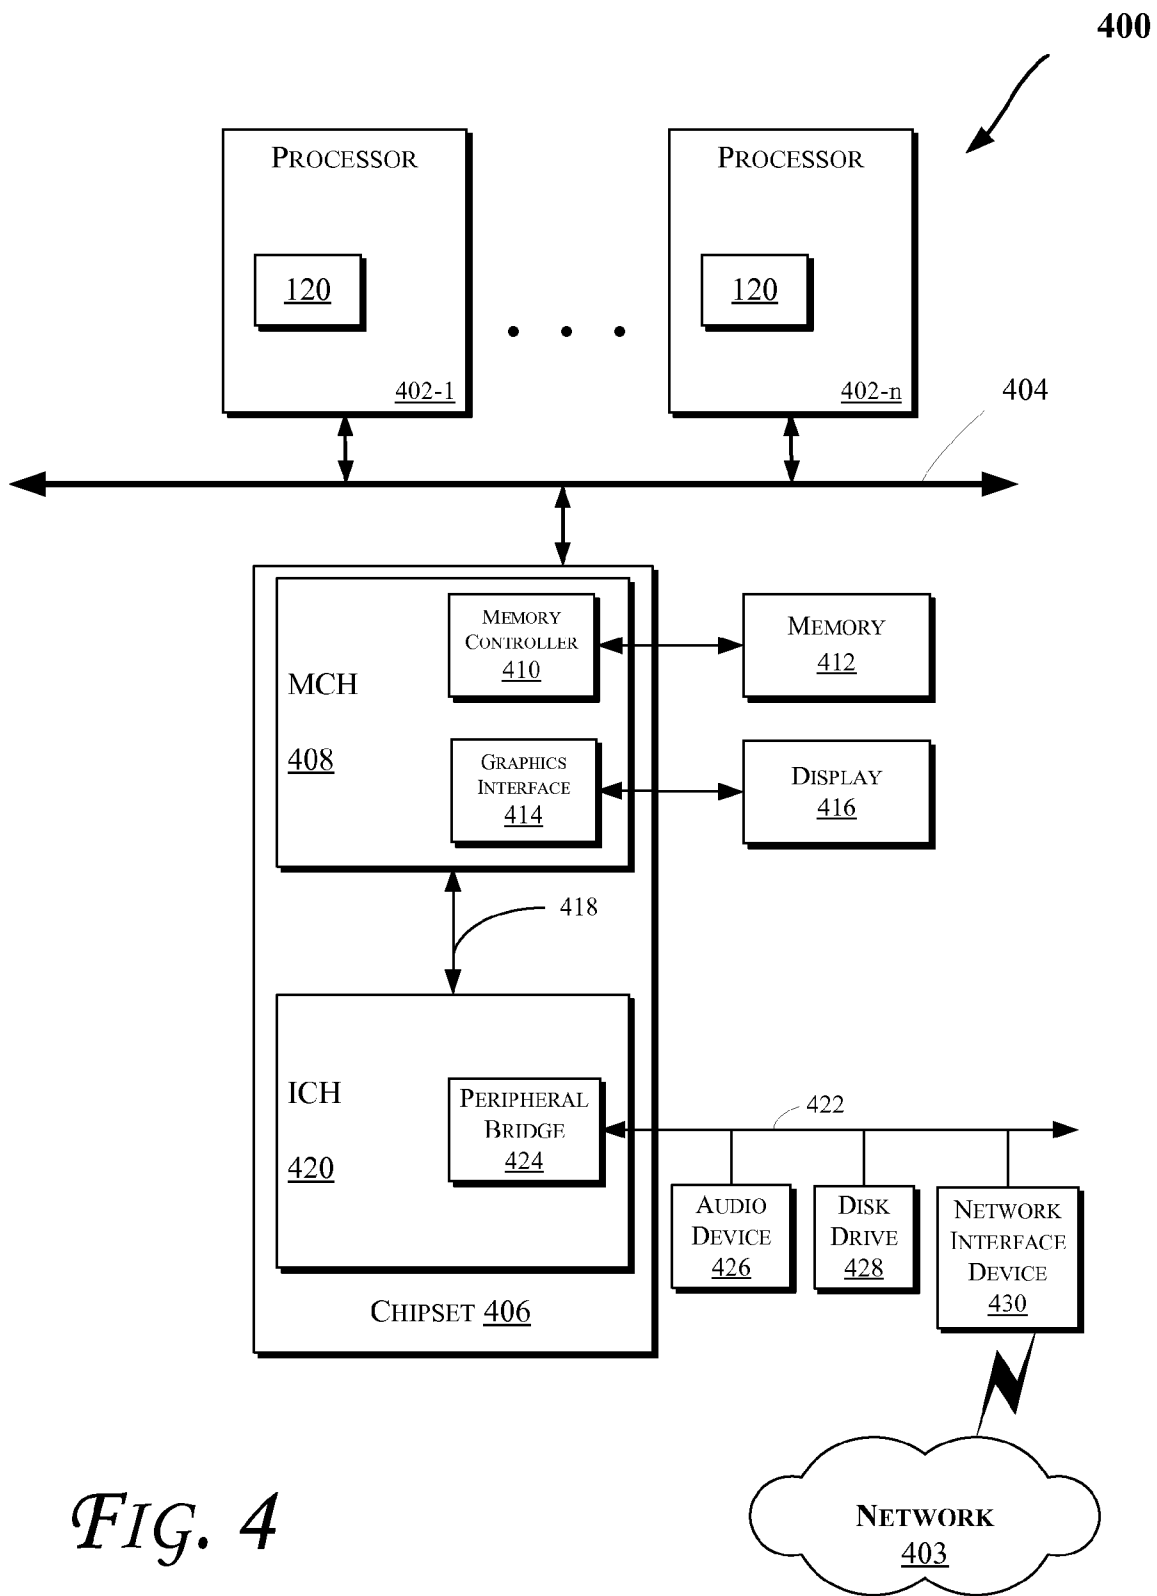 400
PROCESSOR
120
402-1
PROCESSOR
120
402-n
404
MCH
408
MEMORY
CONTROLLER
410
MEMORY
412
GRAPHICS
INTERFACE
414
DISPLAY
416
418
ICH
420
PERIPHERAL
BRIDGE
424
422
AUDIO
DEVICE
426
DISK
DRIVE
428
NETWORK
INTERFACE
DEVICE
430
CHIPSET 406
NETWORK
403
FIG. 4